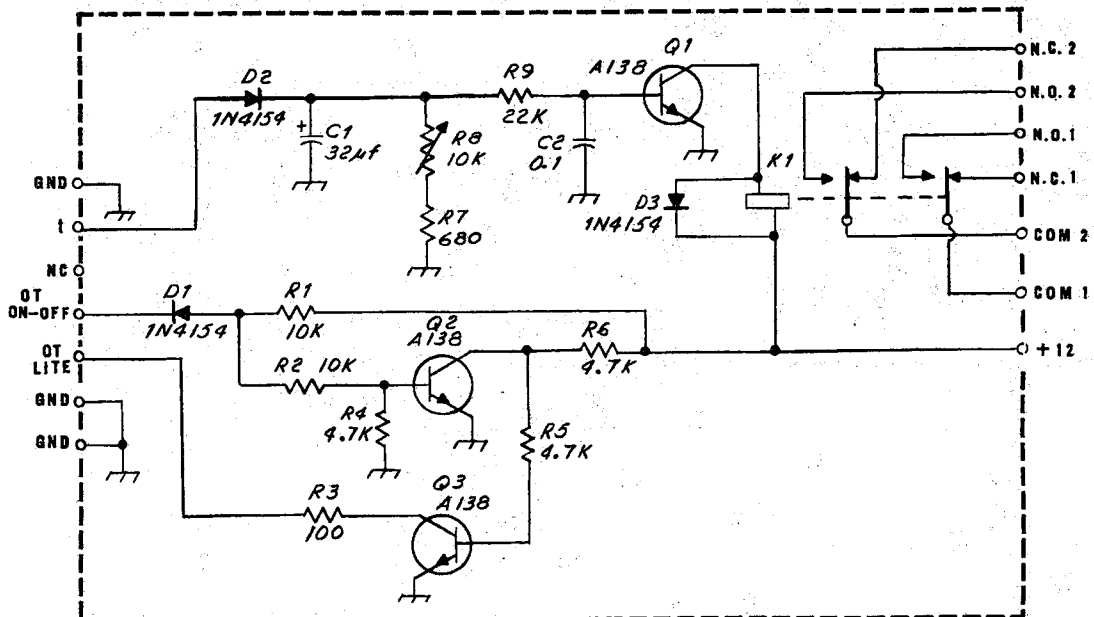 Q1
A138
D2
1N4154
R9
22K
C1
+
32µf
R8
10K
C2
0.1
K1
N.C.2
N.O.2
N.O.1
N.C.1
COM 2
COM 1
+12
GND
t
NC
OT
ON-OFF
OT
LITE
GND
GND
R7
680
D3
1N4154
D1
1N4154
R1
10K
Q2
A138
R6
4.7K
R2 10K
R4
4.7K
R5
4.7K
Q3
A138
R3
100